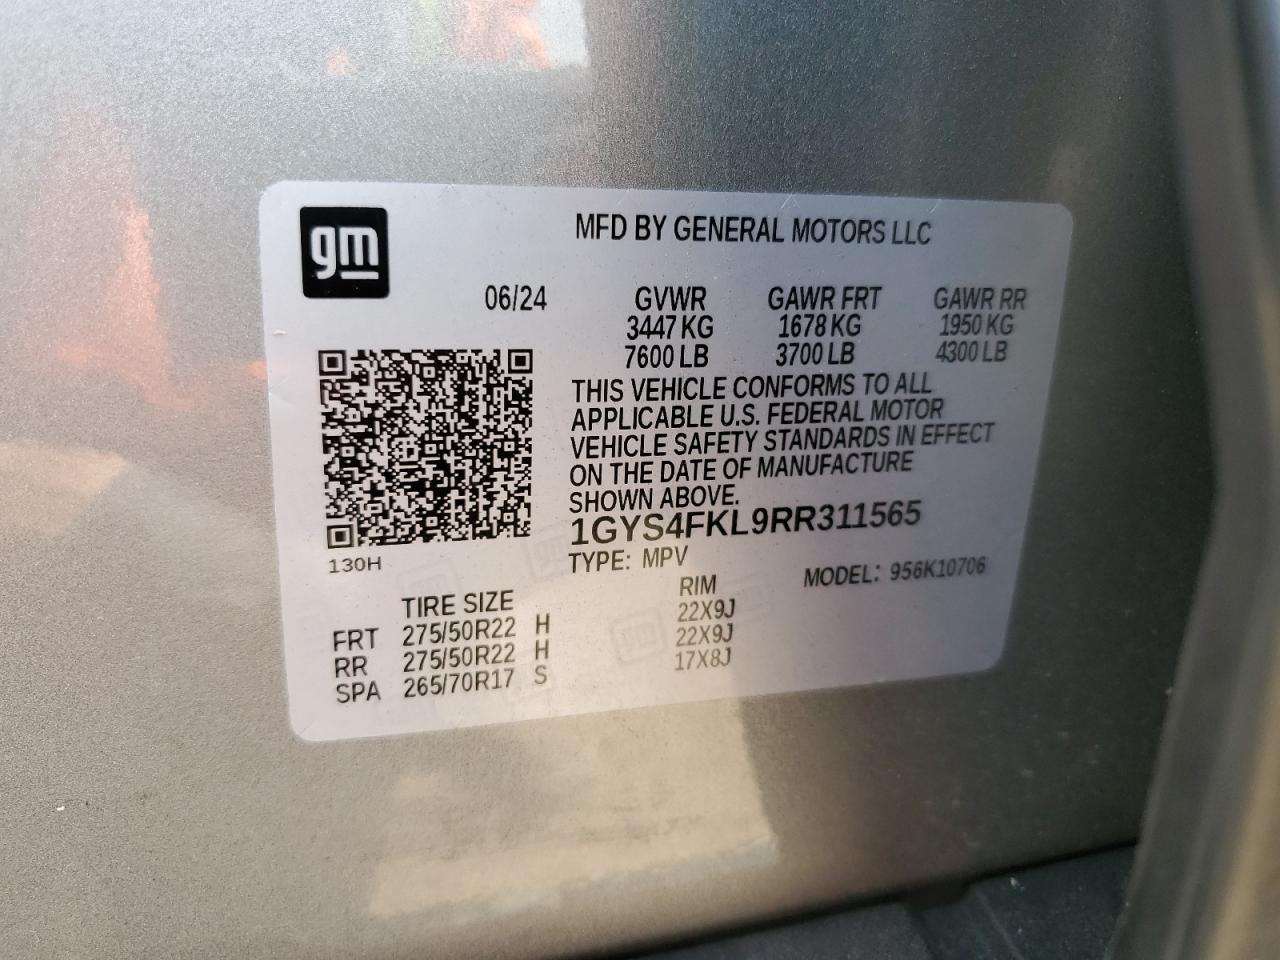 gm
MFD BY GENERAL MOTORS LLC
06/24 GVWR GAWR FRT GAWR RR
3447 KG 1678 KG 1950 KG
7600 LB 3700 LB 4300 LB
THIS VEHICLE CONFORMS TO ALL
APPLICABLE U.S. FEDERAL MOTOR
VEHICLE SAFETY STANDARDS IN EFFECT
ON THE DATE OF MANUFACTURE
SHOWN ABOVE.
1GYS4FKL9RR311565
130H
TYPE: MPV MODEL: 956K10706
TIRE SIZE RIM
FRT 275/50R22 H 22X9J
RR 275/50R22 H 22X9J
SPA 265/70R17 S 17X8J